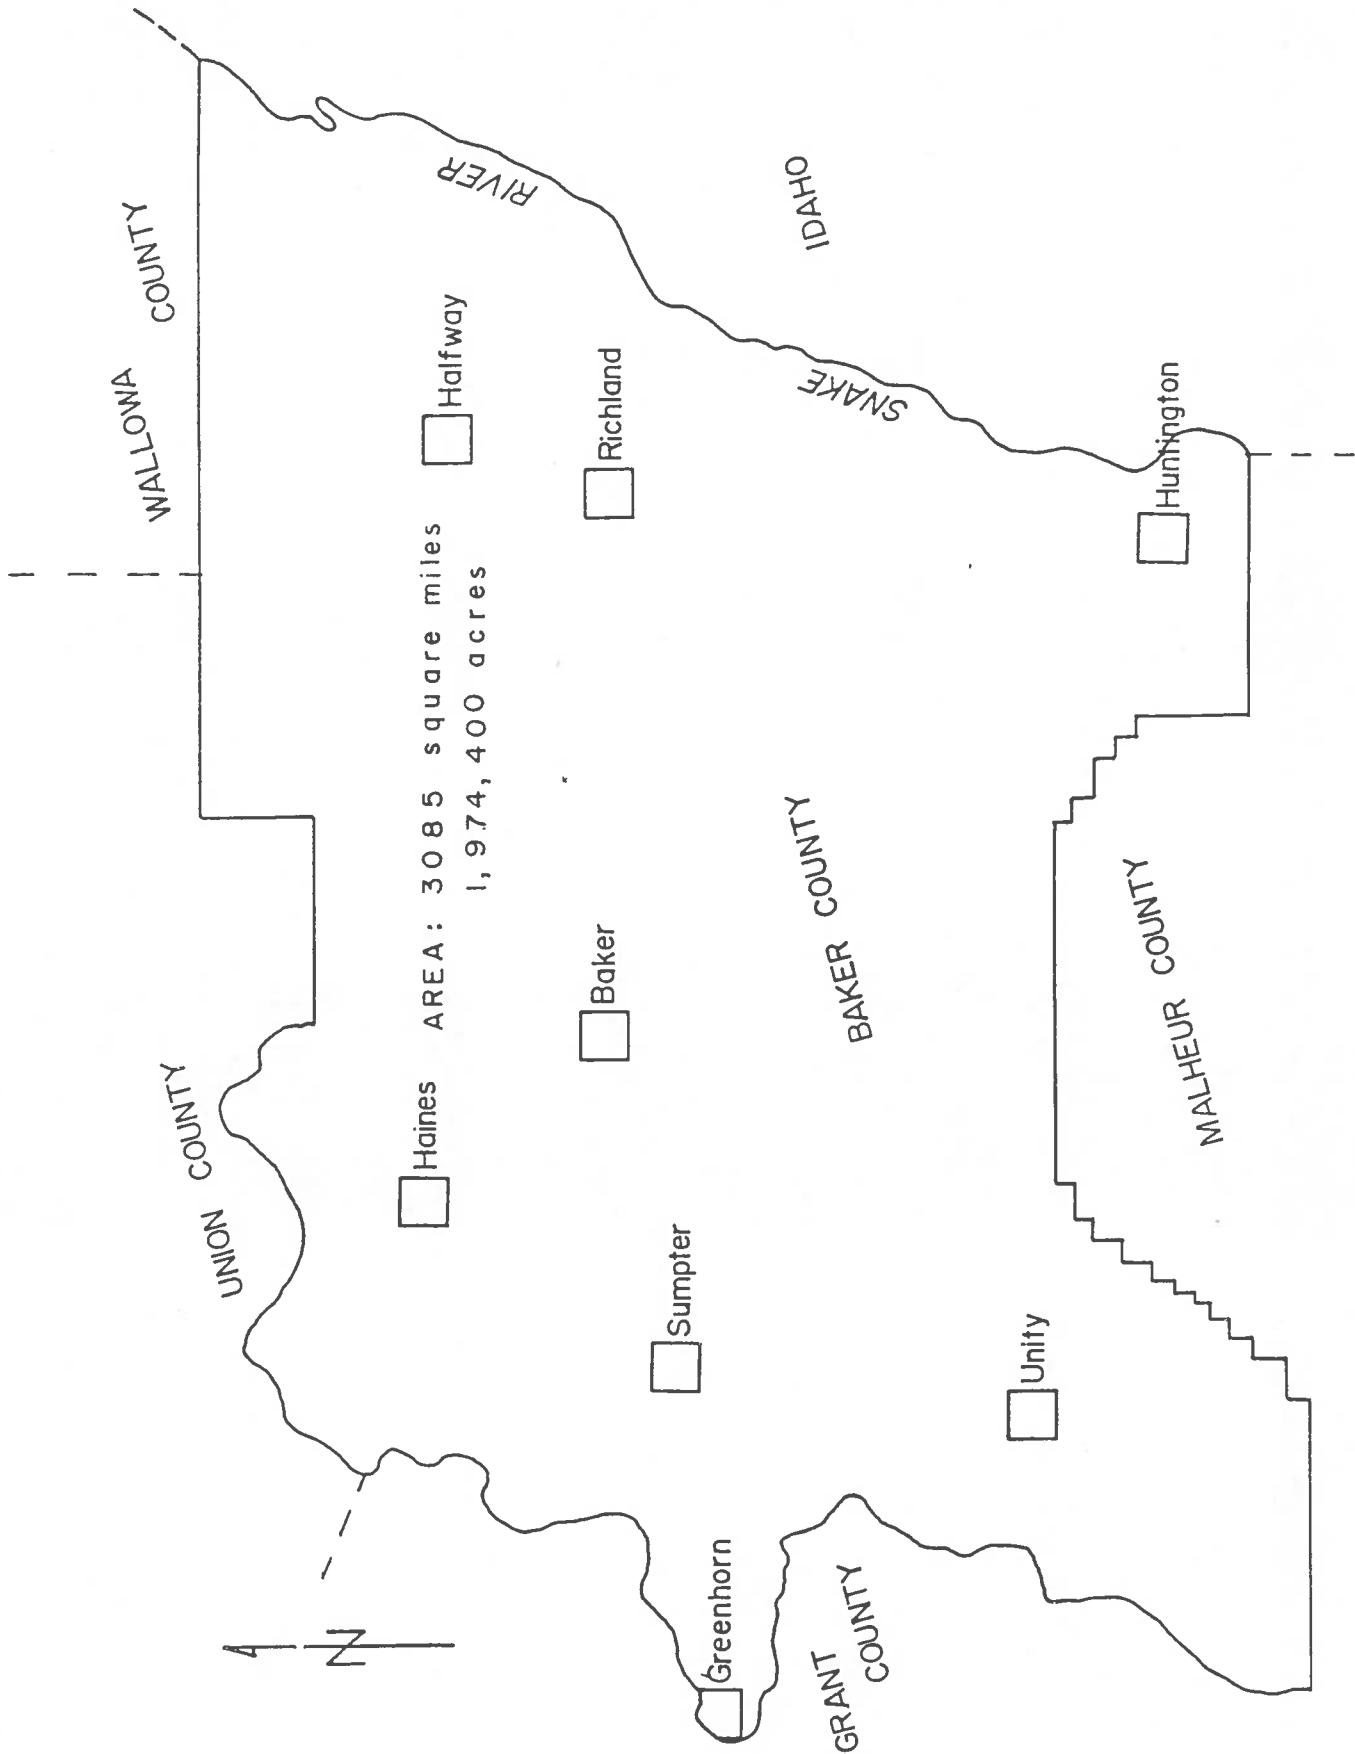 WALLOWA COUNTY
UNION COUNTY
N
Haines
AREA: 3085 square miles
1,974,400 acres
Halfway
RIVER
Baker
Richland
Sumpter
Greenhorn
IDAHO
SNAKE
BAKER COUNTY
GRANT
COUNTY
Unity
Huntington
MALHEUR COUNTY